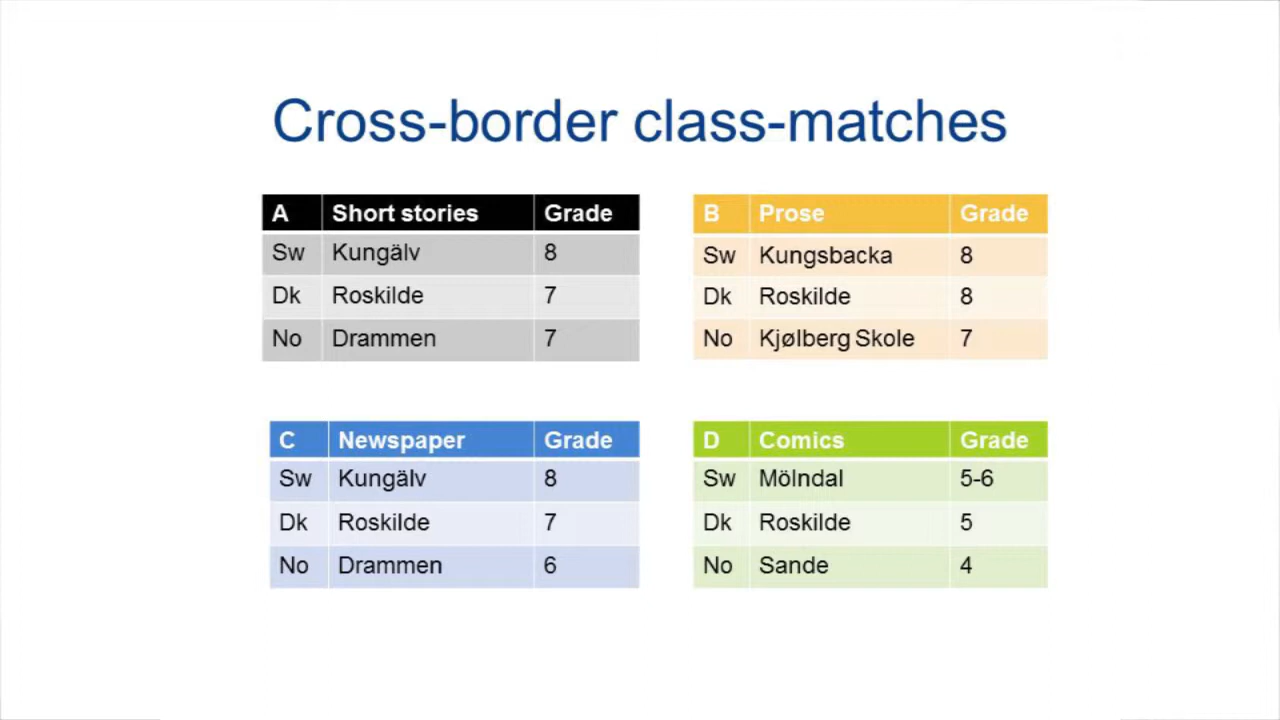 Cross-border class-matches
A Short stories Grade
Sw Kungälv 8
Dk Roskilde 7
No Drammen 7
B Prose Grade
Sw Kungsbacka 8
Dk Roskilde 8
No Kjølberg Skole 7
C Newspaper Grade
Sw Kungälv 8
Dk Roskilde 7
No Drammen 6
D Comics Grade
Sw Mölndal 5-6
Dk Roskilde 5
No Sande 4